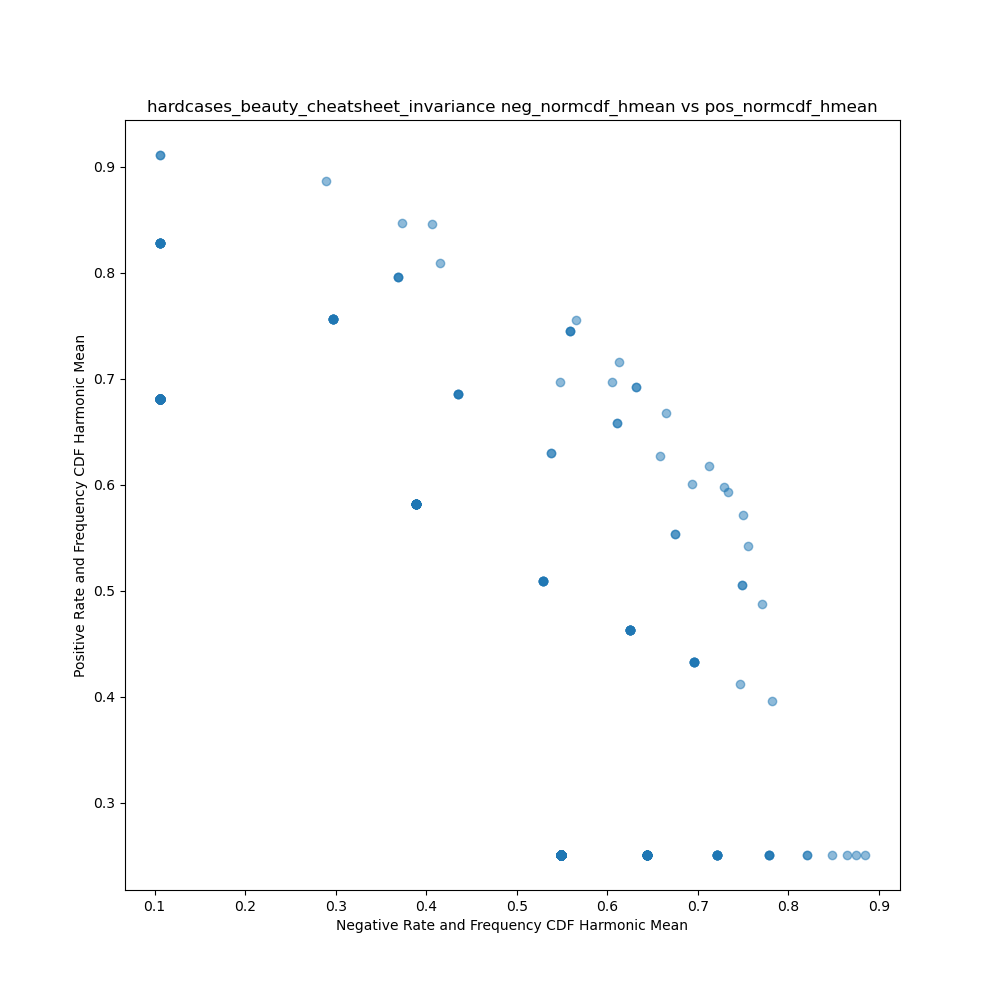 hardcases_beauty_cheatsheet_invariance neg_normcdf_hmean vs pos_normcdf_hmean
Positive Rate and Frequency CDF Harmonic Mean
0.9
0.8
0.7
0.6
0.5
0.4
0.3
0.1 0.2 0.3 0.4 0.5 0.6 0.7 0.8 0.9
Negative Rate and Frequency CDF Harmonic Mean